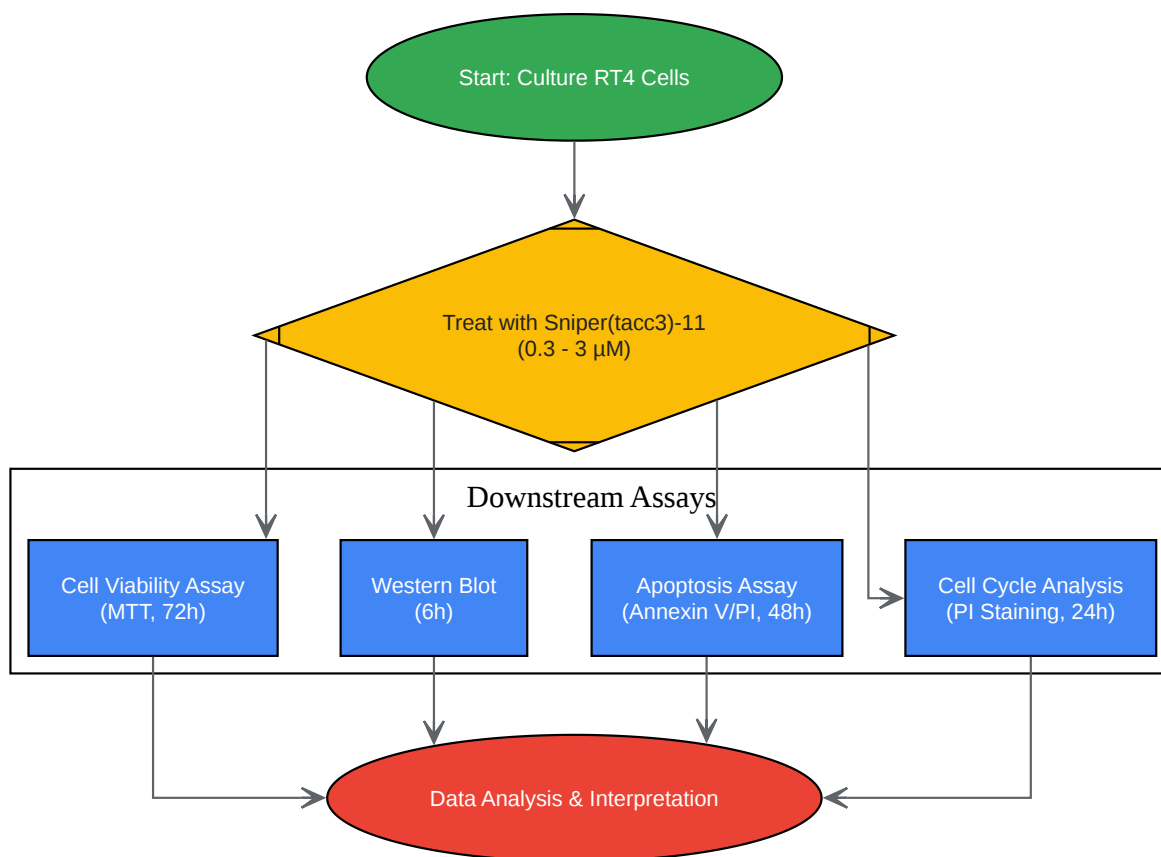 Start: Culture RT4 Cells
Treat with Sniper(tacc3)-11
(0.3 - 3 µM)
Downstream Assays
Cell Viability Assay
(MTT, 72h)
Western Blot
(6h)
Apoptosis Assay
(Annexin V/PI, 48h)
Cell Cycle Analysis
(PI Staining, 24h)
Data Analysis & Interpretation